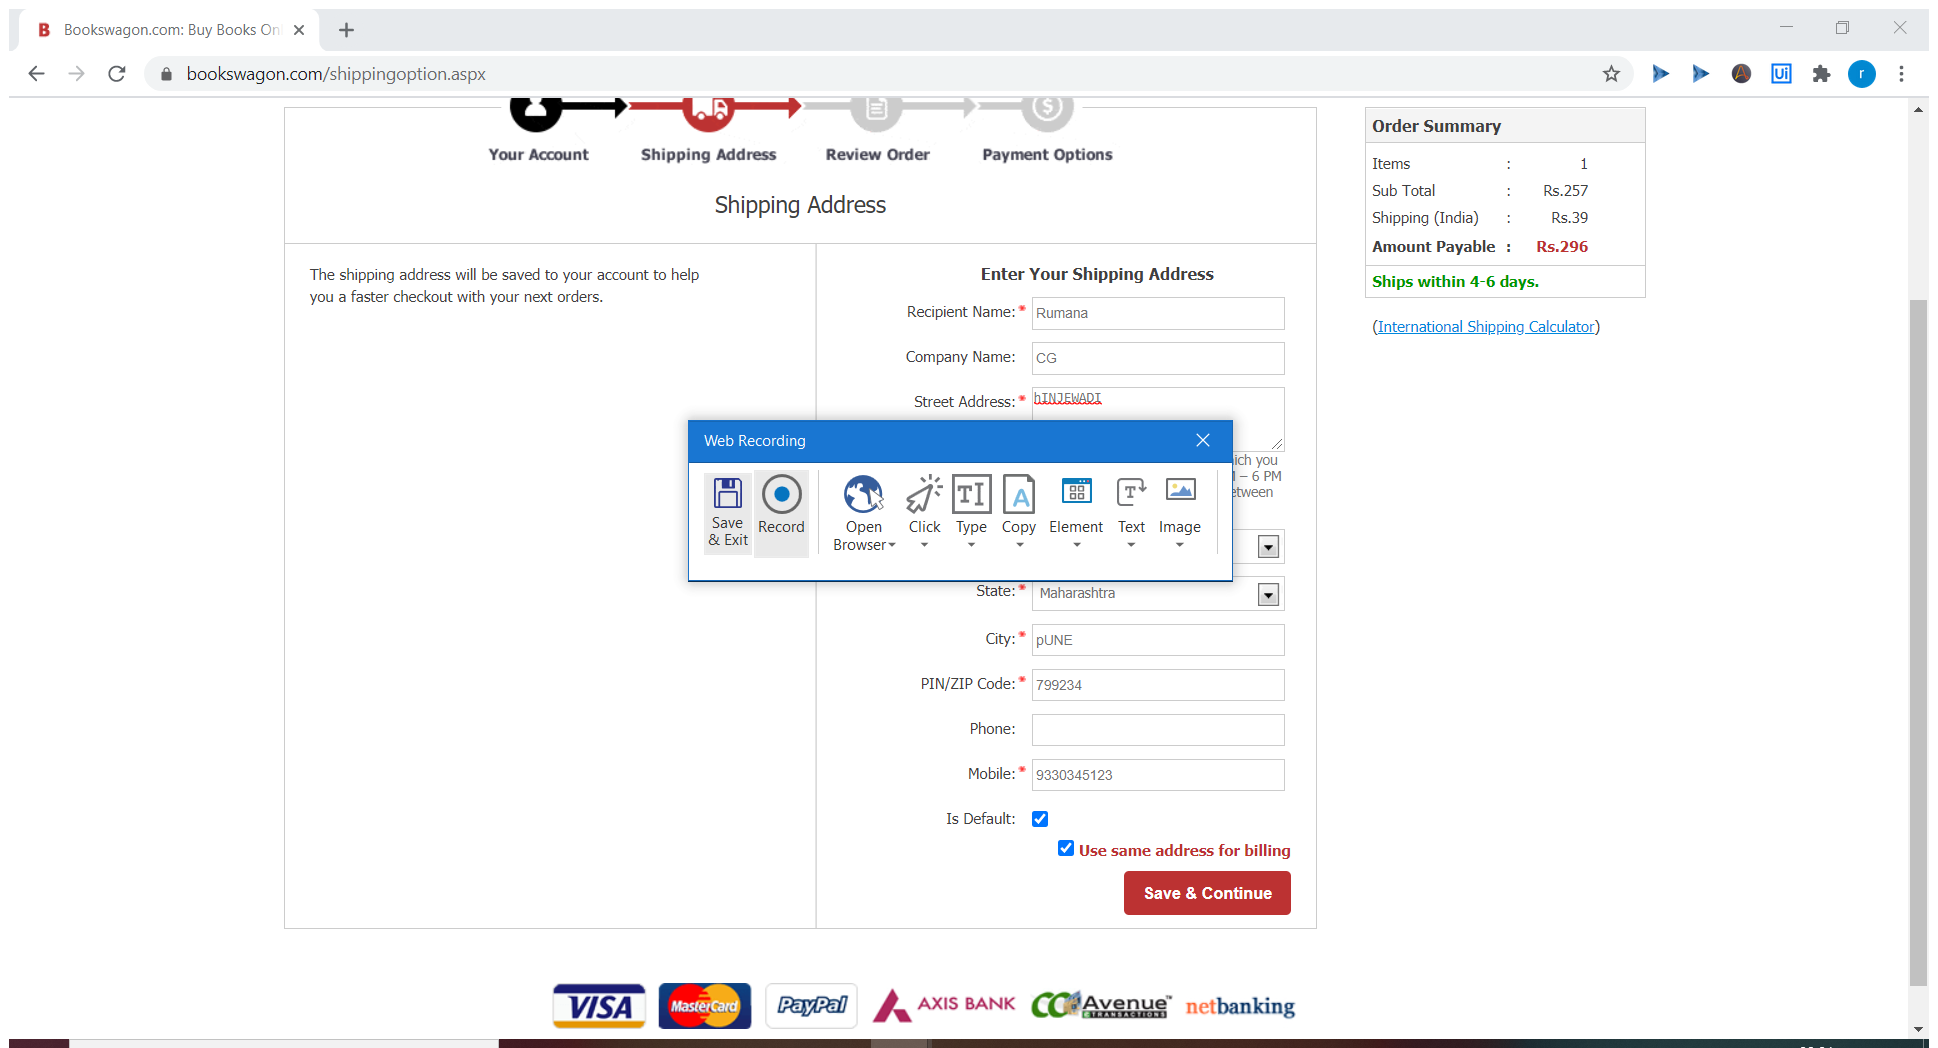 B Bookswagon.com: Buy Books On
bookswagon.com/shippingoption.aspx
Ui
r
Your Account Shipping Address Review Order Payment Options
Shipping Address
The shipping address will be saved to your account to help
you a faster checkout with your next orders.
Enter Your Shipping Address
Recipient Name:* Rumana
Company Name: CG
Street Address:* hINJEWADI
ich you
– 6 PM
etween
Web Recording
Save
& Exit
Record
Open
Browser
Click
Type
Copy
Element
Text
Image
State:* Maharashtra
City:* pUNE
PIN/ZIP Code:* 799234
Phone:
Mobile:* 9330345123
Is Default:
Use same address for billing
Save & Continue
Order Summary
Items : 1
Sub Total : Rs.257
Shipping (India) : Rs.39
Amount Payable : Rs.296
Ships within 4-6 days.
(International Shipping Calculator)
VISA MasterCard PayPal AXIS BANK CCAvenue netbanking